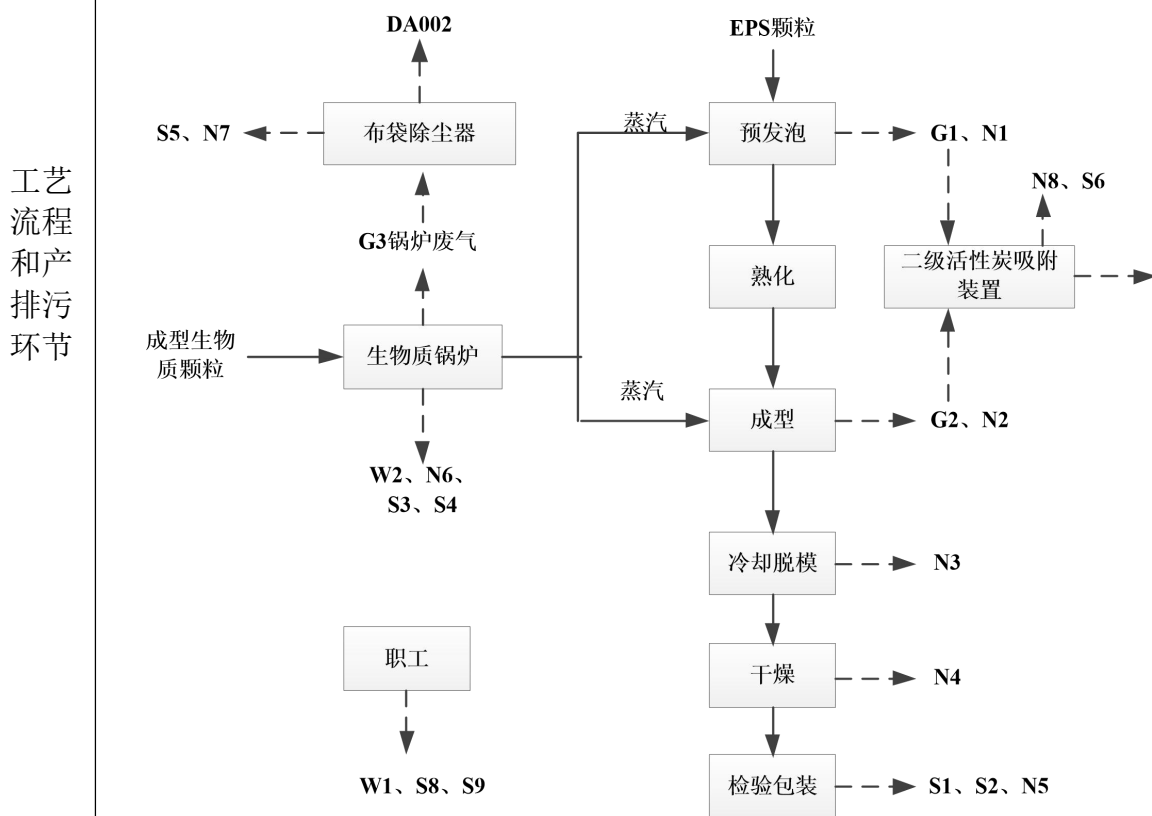 工艺
流程
和产
排污
环节
DA002
EPS颗粒
S5、N7
布袋除尘器
蒸汽
预发泡
G1、N1
N8、S6
G3锅炉废气
熟化
二级活性炭吸附
装置
成型生物
质颗粒
生物质锅炉
蒸汽
成型
G2、N2
W2、N6、
S3、S4
冷却脱模
N3
职工
干燥
N4
W1、S8、S9
检验包装
S1、S2、N5